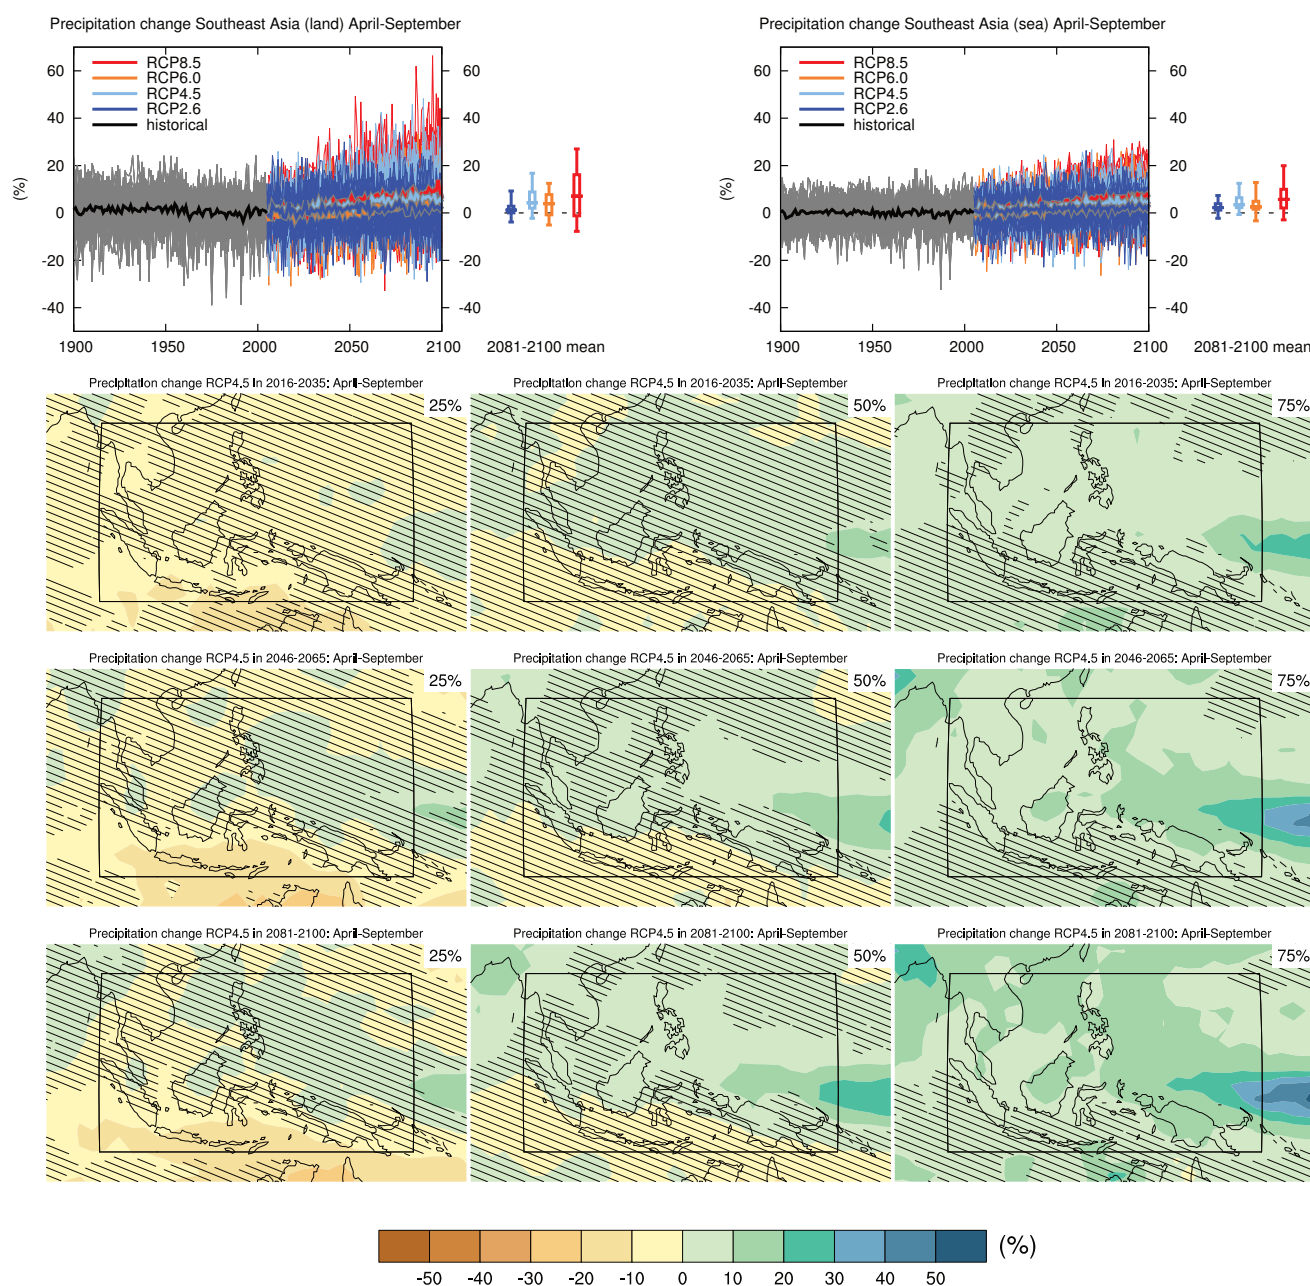 Precipitation change Southeast Asia (land) April-September
Precipitation change Southeast Asia (sea) April-September
60
40
20
0
-20
-40
(%)
RCP8.5
RCP6.0
RCP4.5
RCP2.6
historical
60
40
20
0
-20
-40
1900
1950
2000
2050
2100
2081-2100 mean
60
40
20
0
-20
-40
(%)
RCP8.5
RCP6.0
RCP4.5
RCP2.6
historical
60
40
20
0
-20
-40
1900
1950
2000
2050
2100
2081-2100 mean
Precipitation change RCP4.5 in 2016-2035: April-September
25%
Precipitation change RCP4.5 in 2016-2035: April-September
50%
Precipitation change RCP4.5 in 2016-2035: April-September
75%
Precipitation change RCP4.5 in 2046-2065: April-September
25%
Precipitation change RCP4.5 in 2046-2065: April-September
50%
Precipitation change RCP4.5 in 2046-2065: April-September
75%
Precipitation change RCP4.5 in 2081-2100: April-September
25%
Precipitation change RCP4.5 in 2081-2100: April-September
50%
Precipitation change RCP4.5 in 2081-2100: April-September
75%
(%)
-50 -40 -30 -20 -10 0 10 20 30 40 50